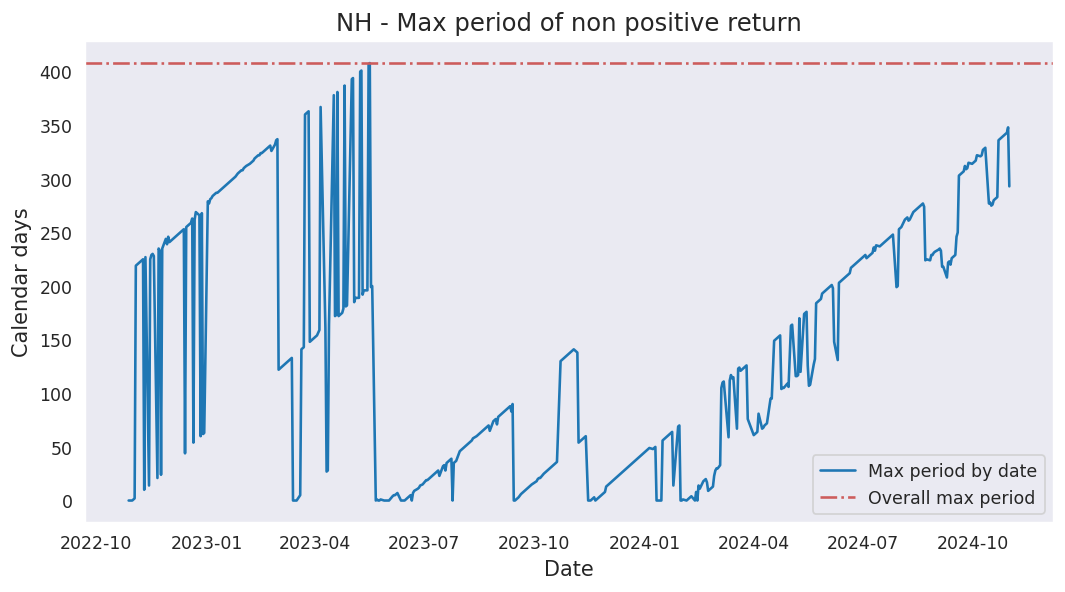 NH - Max period of non positive return
Calendar days
400
350
300
250
200
150
100
50
0
2022-10 2023-01 2023-04 2023-07 2023-10 2024-01 2024-04 2024-07 2024-10
Date
Max period by date
Overall max period